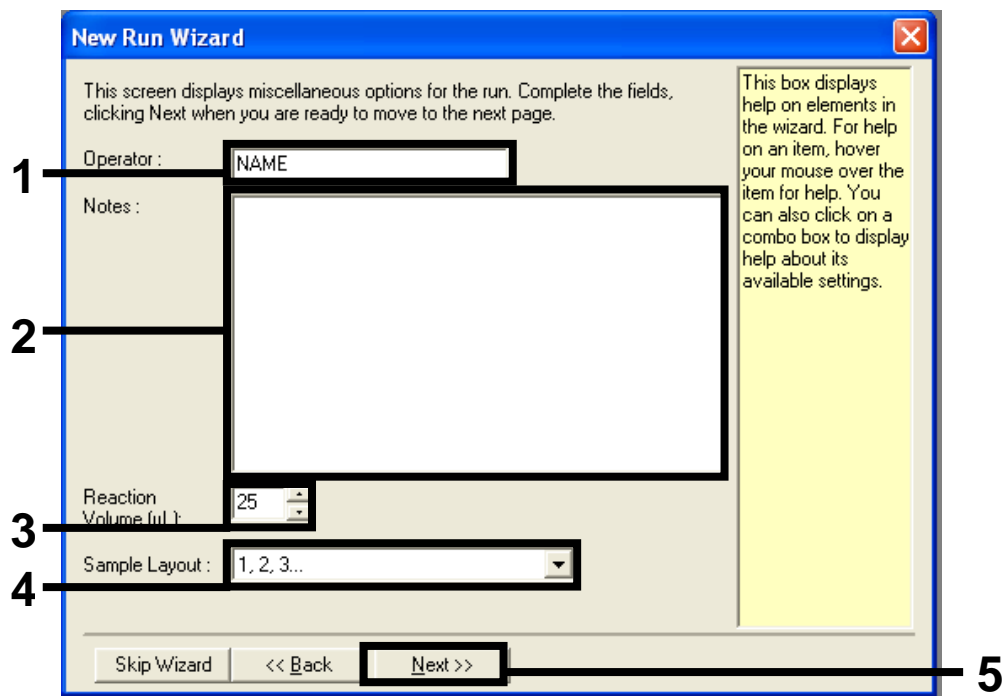 New Run Wizard
This screen displays miscellaneous options for the run. Complete the fields,
clicking Next when you are ready to move to the next page.
This box displays
help on elements in
the wizard. For help
on an item, hover
your mouse over the
item for help. You
can also click on a
combo box to display
help about its
available settings.
1
Operator :
NAME
Notes :
2
Reaction
Volume (µL):
25
3
Sample Layout :
1, 2, 3...
4
Skip Wizard
<< Back
Next >>
5